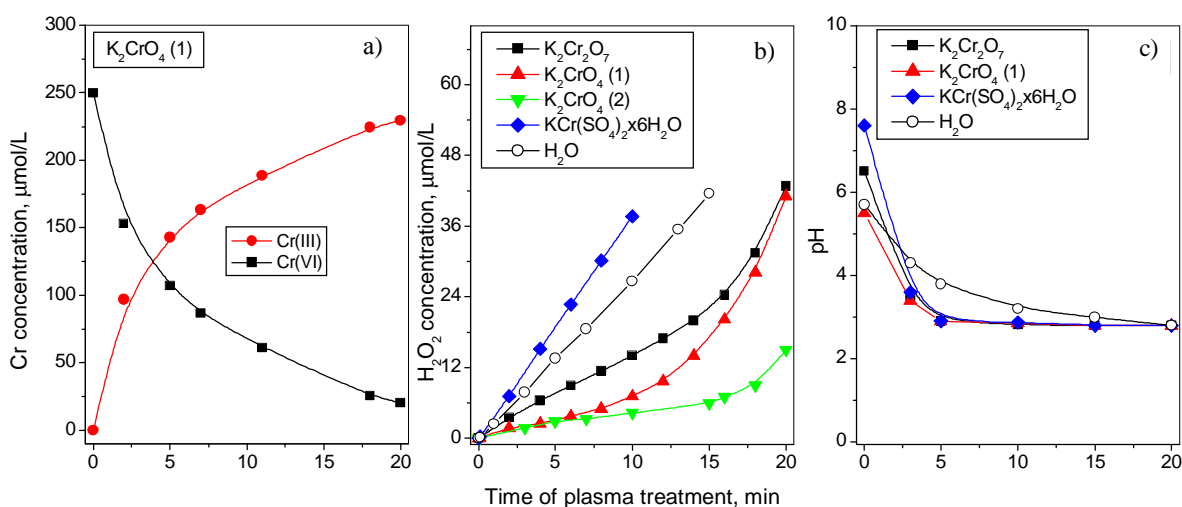 Cr concentration, μmol/L
300
250
200
150
100
50
0
K₂CrO₄ (1)
a)
Cr(III)
Cr(VI)
0 5 10 15 20
H₂O₂ concentration, μmol/L
60
48
36
24
12
0
K₂Cr₂O₇
K₂CrO₄ (1)
K₂CrO₄ (2)
KCr(SO₄)₂x6H₂O
H₂O
b)
0 5 10 15 20
pH
10
8
6
4
2
0
K₂Cr₂O₇
K₂CrO₄ (1)
KCr(SO₄)₂x6H₂O
H₂O
c)
0 5 10 15 20
Time of plasma treatment, min